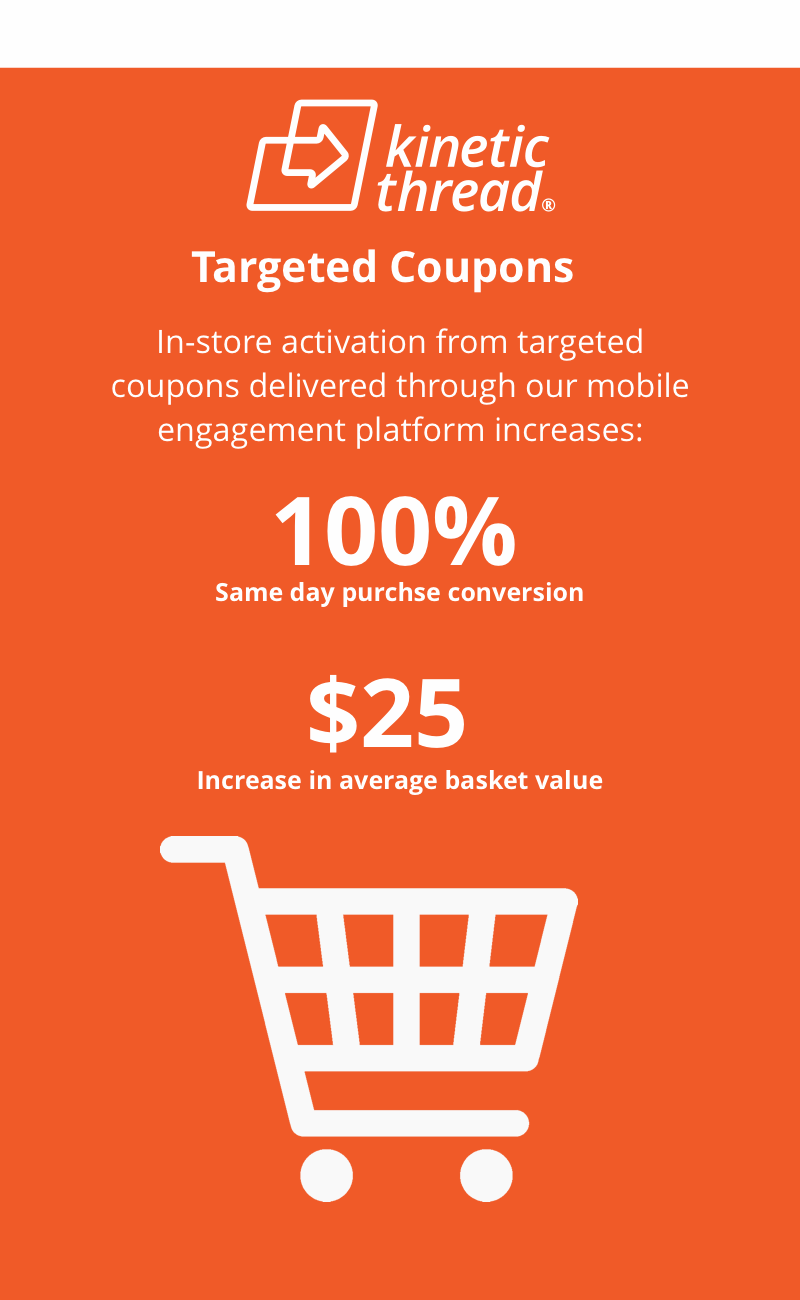 kinetic
thread®
Targeted Coupons
In-store activation from targeted
coupons delivered through our mobile
engagement platform increases:
100%
Same day purchse conversion
$25
Increase in average basket value